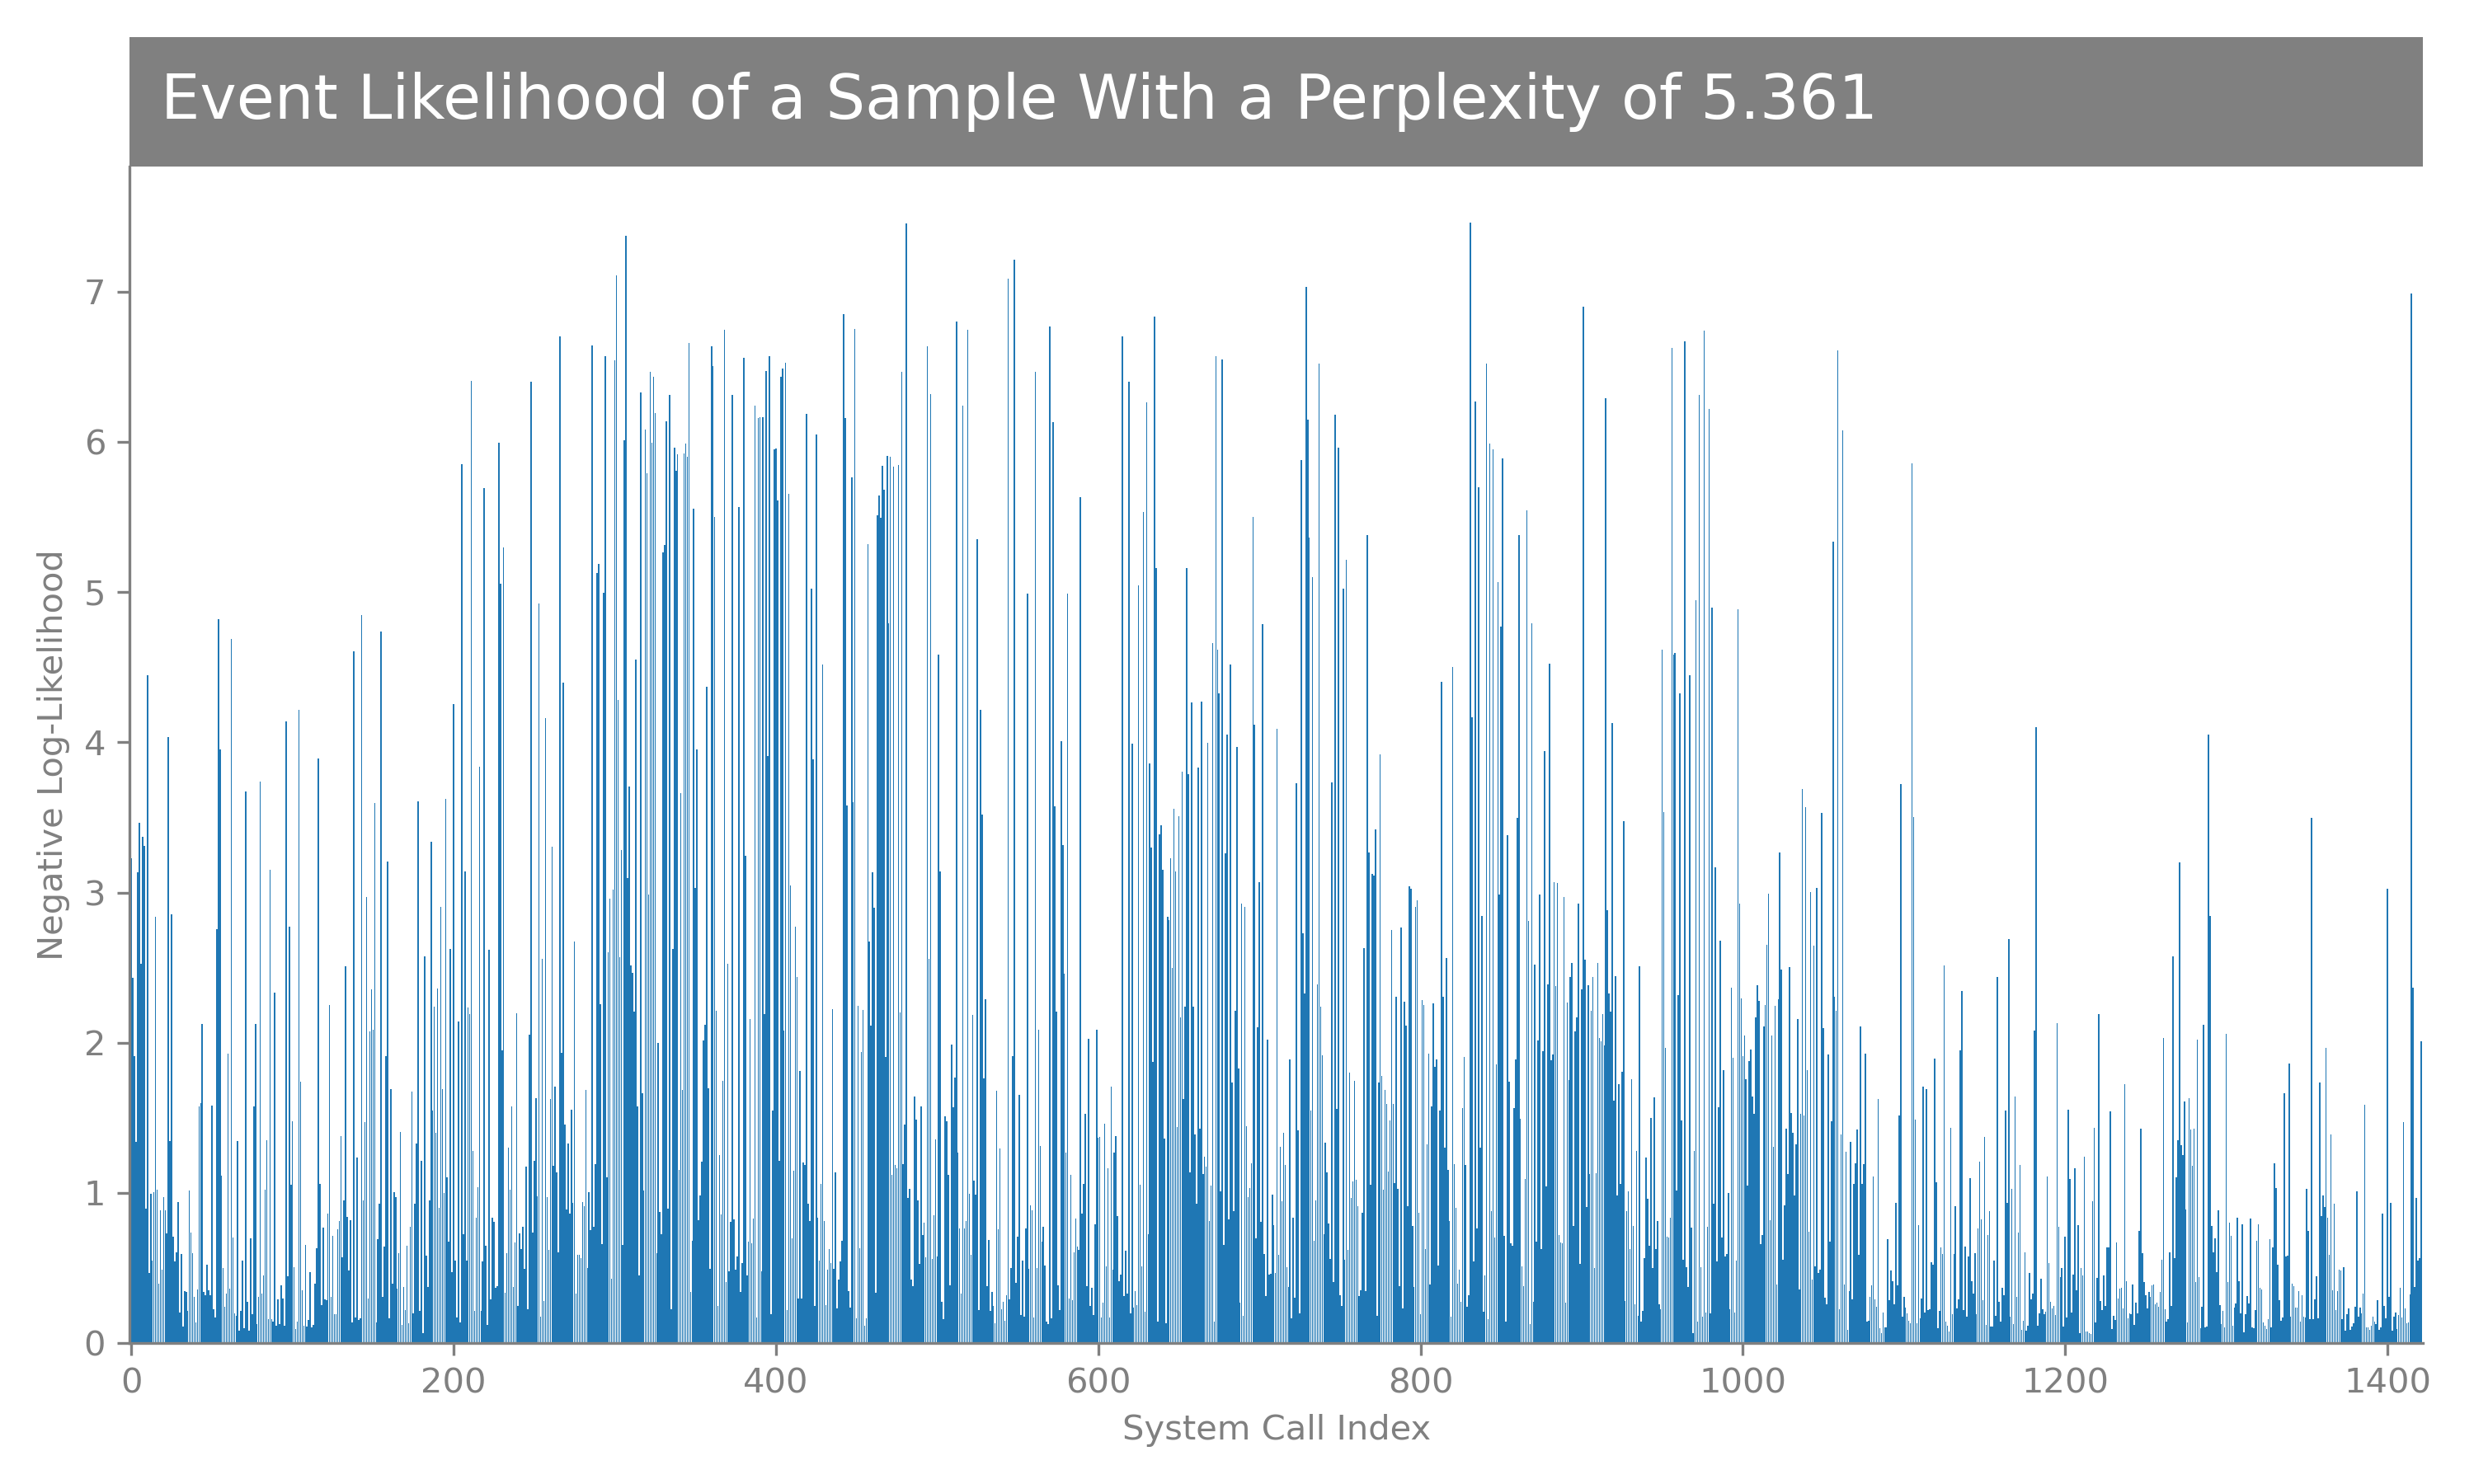 Event Likelihood of a Sample With a Perplexity of 5.361
7
6
5
4
3
2
1
0
Negative Log-Likelihood
0 200 400 600 800 1000 1200 1400
System Call Index